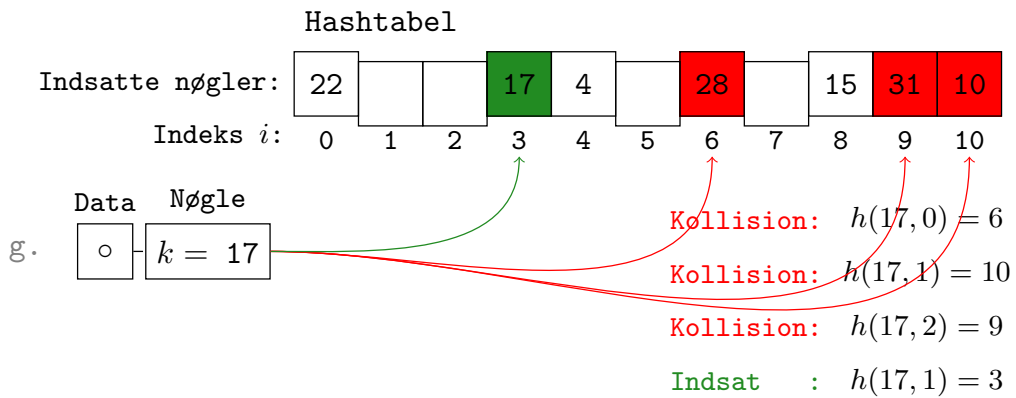 Hashtabel
Indsatte nøgler: 22 17 4 28 15 31 10
Indeks i: 0 1 2 3 4 5 6 7 8 9 10
Data Nøgle
g. ∘ k = 17
Kollision: h(17, 0) = 6
Kollision: h(17, 1) = 10
Kollision: h(17, 2) = 9
Indsat : h(17, 1) = 3